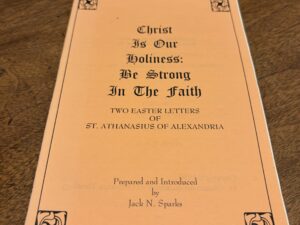 Christ
Is Our
Holiness:
Be Strong
In The Faith
TWO EASTER LETTERS
OF
ST. ATHANASIUS OF ALEXANDRIA
Prepared and Introduced
by
Jack N. Sparks